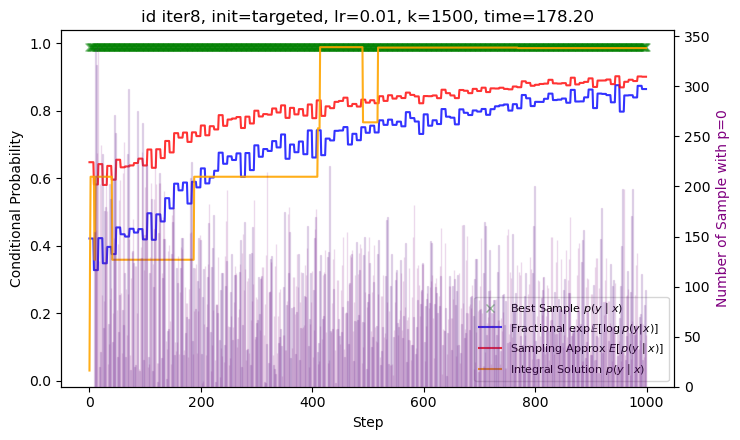 id iter8, init=targeted, lr=0.01, k=1500, time=178.20
Conditional Probability
1.0
0.8
0.6
0.4
0.2
0.0
0
200
400
600
800
1000
Step
350
300
250
200
150
100
50
0
Number of Sample with p=0
Best Sample p(y | x)
Fractional exp𝔼[log p(y|x)]
Sampling Approx E[p(y | x)]
Integral Solution p(y | x)